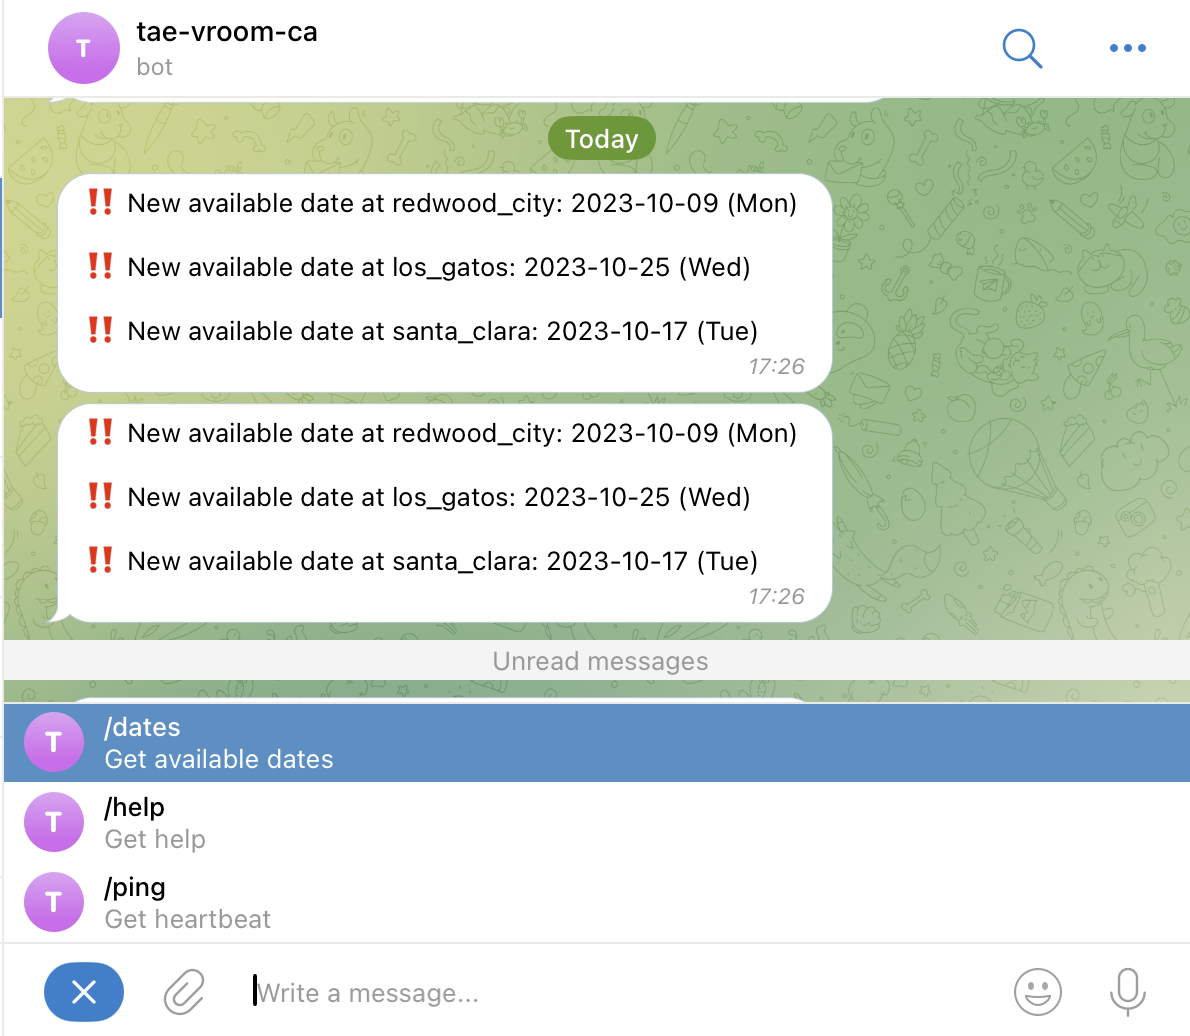 T
tae-vroom-ca
bot
Today
‼️ New available date at redwood_city: 2023-10-09 (Mon)
‼️ New available date at los_gatos: 2023-10-25 (Wed)
‼️ New available date at santa_clara: 2023-10-17 (Tue)
17:26
‼️ New available date at redwood_city: 2023-10-09 (Mon)
‼️ New available date at los_gatos: 2023-10-25 (Wed)
‼️ New available date at santa_clara: 2023-10-17 (Tue)
17:26
Unread messages
T
/dates
Get available dates
T
/help
Get help
T
/ping
Get heartbeat
Write a message...